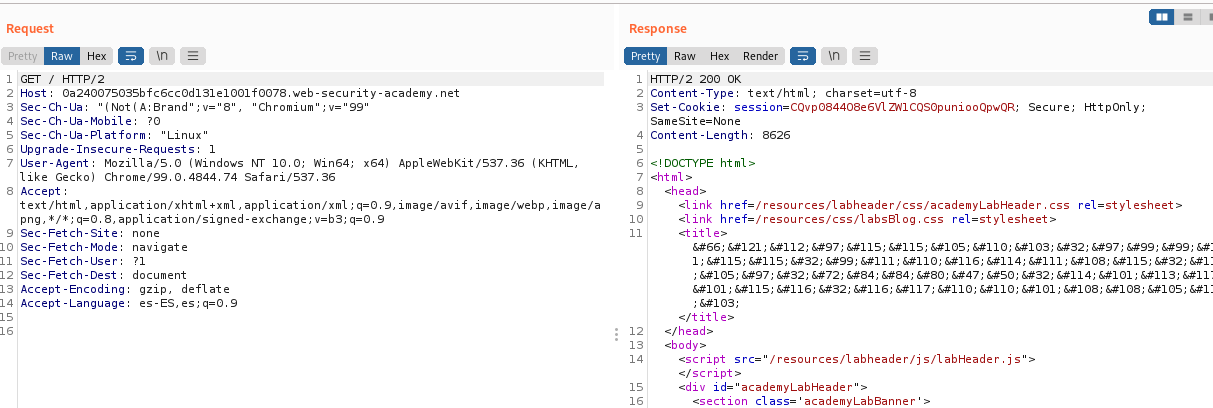 Request
Pretty Raw Hex \n
1 GET / HTTP/2
2 Host: 0a240075035bfc6cc0d131e1001f0078.web-security-academy.net
3 Sec-Ch-Ua: "(Not(A:Brand";v="8", "Chromium";v="99"
4 Sec-Ch-Ua-Mobile: ?0
5 Sec-Ch-Ua-Platform: "Linux"
6 Upgrade-Insecure-Requests: 1
7 User-Agent: Mozilla/5.0 (Windows NT 10.0; Win64; x64) AppleWebKit/537.36 (KHTML,
like Gecko) Chrome/99.0.4844.74 Safari/537.36
8 Accept:
text/html,application/xhtml+xml,application/xml;q=0.9,image/avif,image/webp,image/a
png,*/*;q=0.8,application/signed-exchange;v=b3;q=0.9
9 Sec-Fetch-Site: none
10 Sec-Fetch-Mode: navigate
11 Sec-Fetch-User: ?1
12 Sec-Fetch-Dest: document
13 Accept-Encoding: gzip, deflate
14 Accept-Language: es-ES,es;q=0.9
15
16
Response
Pretty Raw Hex Render \n
1 HTTP/2 200 OK
2 Content-Type: text/html; charset=utf-8
3 Set-Cookie: session=CQvp084408e6VlZW1CQS0puniooQpwQR; Secure; HttpOnly;
SameSite=None
4 Content-Length: 8626
5
6 <!DOCTYPE html>
7 <html>
8 <head>
9 <link href=/resources/labheader/css/academyLabHeader.css rel=stylesheet>
10 <link href=/resources/css/labsBlog.css rel=stylesheet>
11 <title>
&#66;&#121;&#112;&#97;&#115;&#115;&#105;&#110;&#103;&#32;&#97;&#99;&#99;&#1
1;&#115;&#115;&#32;&#99;&#111;&#110;&#116;&#114;&#111;&#108;&#115;&#32;&#11
;&#105;&#97;&#32;&#72;&#84;&#84;&#80;&#47;&#50;&#32;&#114;&#101;&#113;&#117
&#101;&#115;&#116;&#32;&#116;&#117;&#110;&#110;&#101;&#108;&#108;&#105;&#11
;&#103;
</title>
12 </head>
13 <body>
14 <script src="/resources/labheader/js/labHeader.js">
</script>
15 <div id="academyLabHeader">
16 <section class='academyLabBanner'>